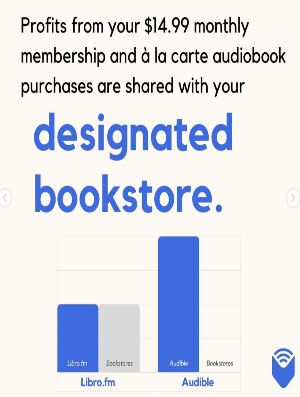 Profits from your $14.99 monthly
membership and à la carte audiobook
purchases are shared with your
designated
bookstore.
Libro.fm Bookstores Audible Bookstores
Libro.fm Audible